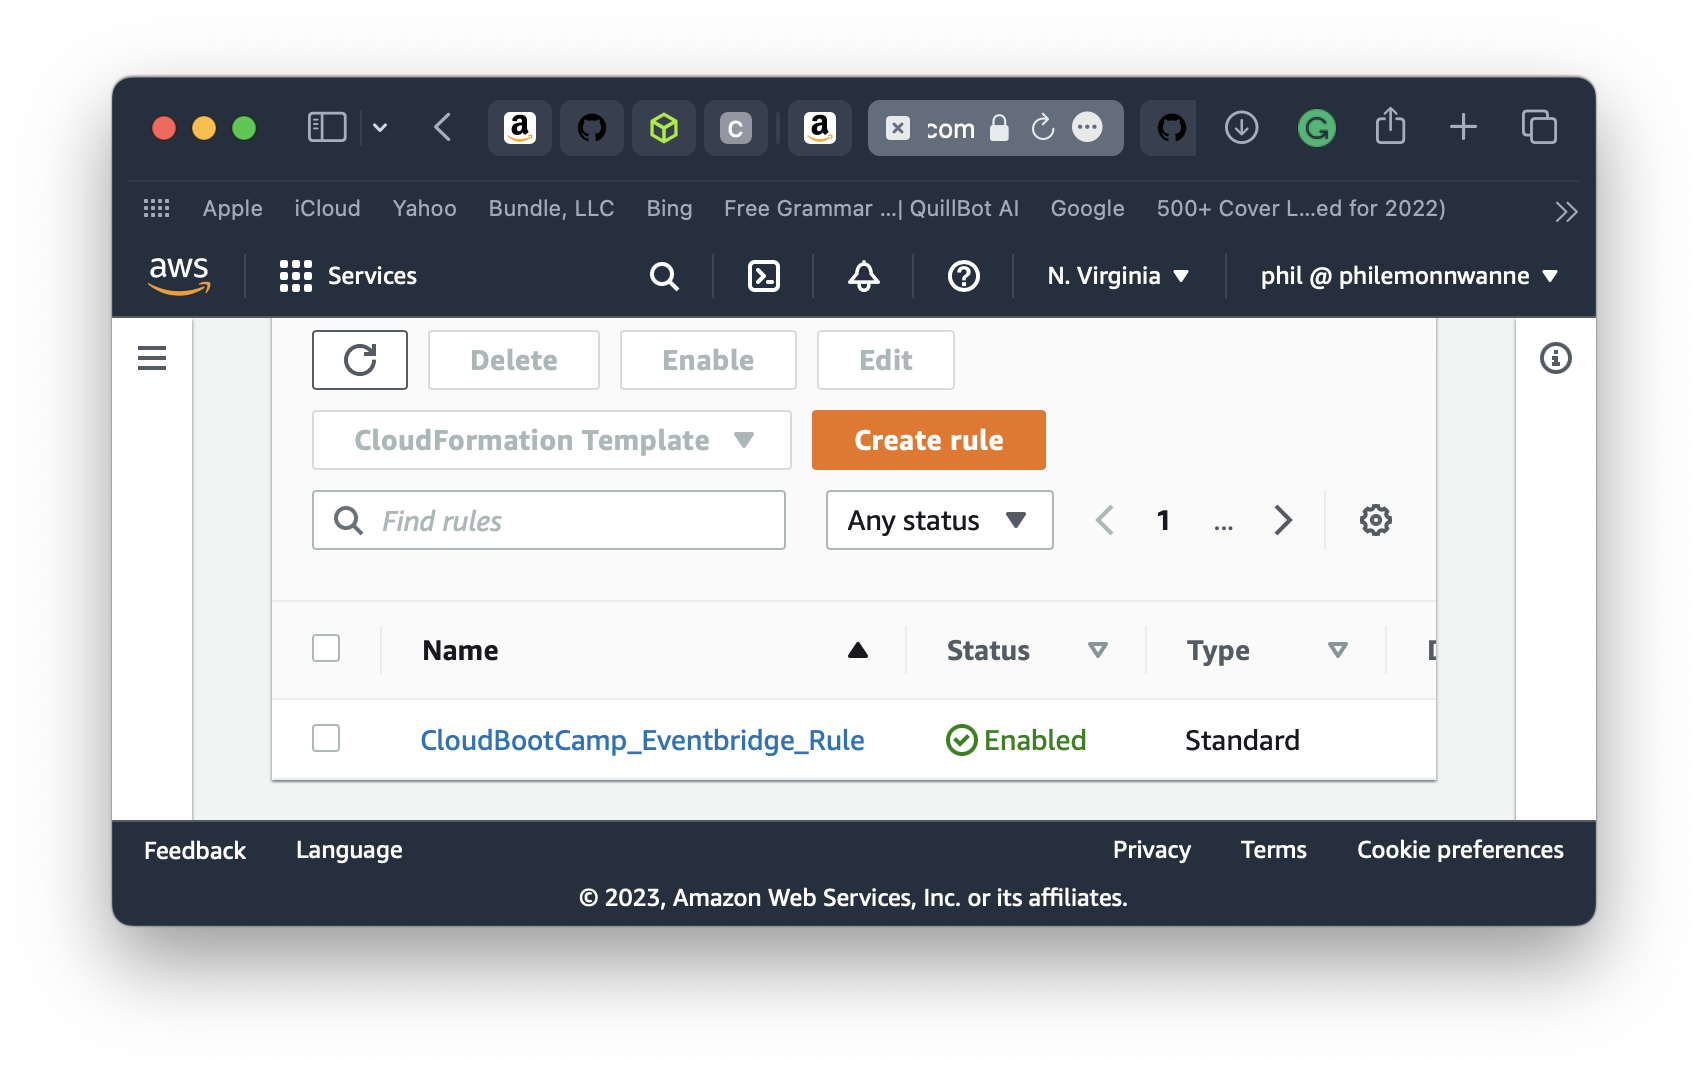 a
C
a
com
Apple iCloud Yahoo Bundle, LLC Bing Free Grammar ...| QuillBot AI Google 500+ Cover L...ed for 2022)
aws Services N. Virginia phil @ philemonnwanne
Delete Enable Edit
CloudFormation Template Create rule
Find rules Any status 1 ...
Name Status Type
CloudBootCamp_Eventbridge_Rule Enabled Standard
Feedback Language Privacy Terms Cookie preferences
© 2023, Amazon Web Services, Inc. or its affiliates.